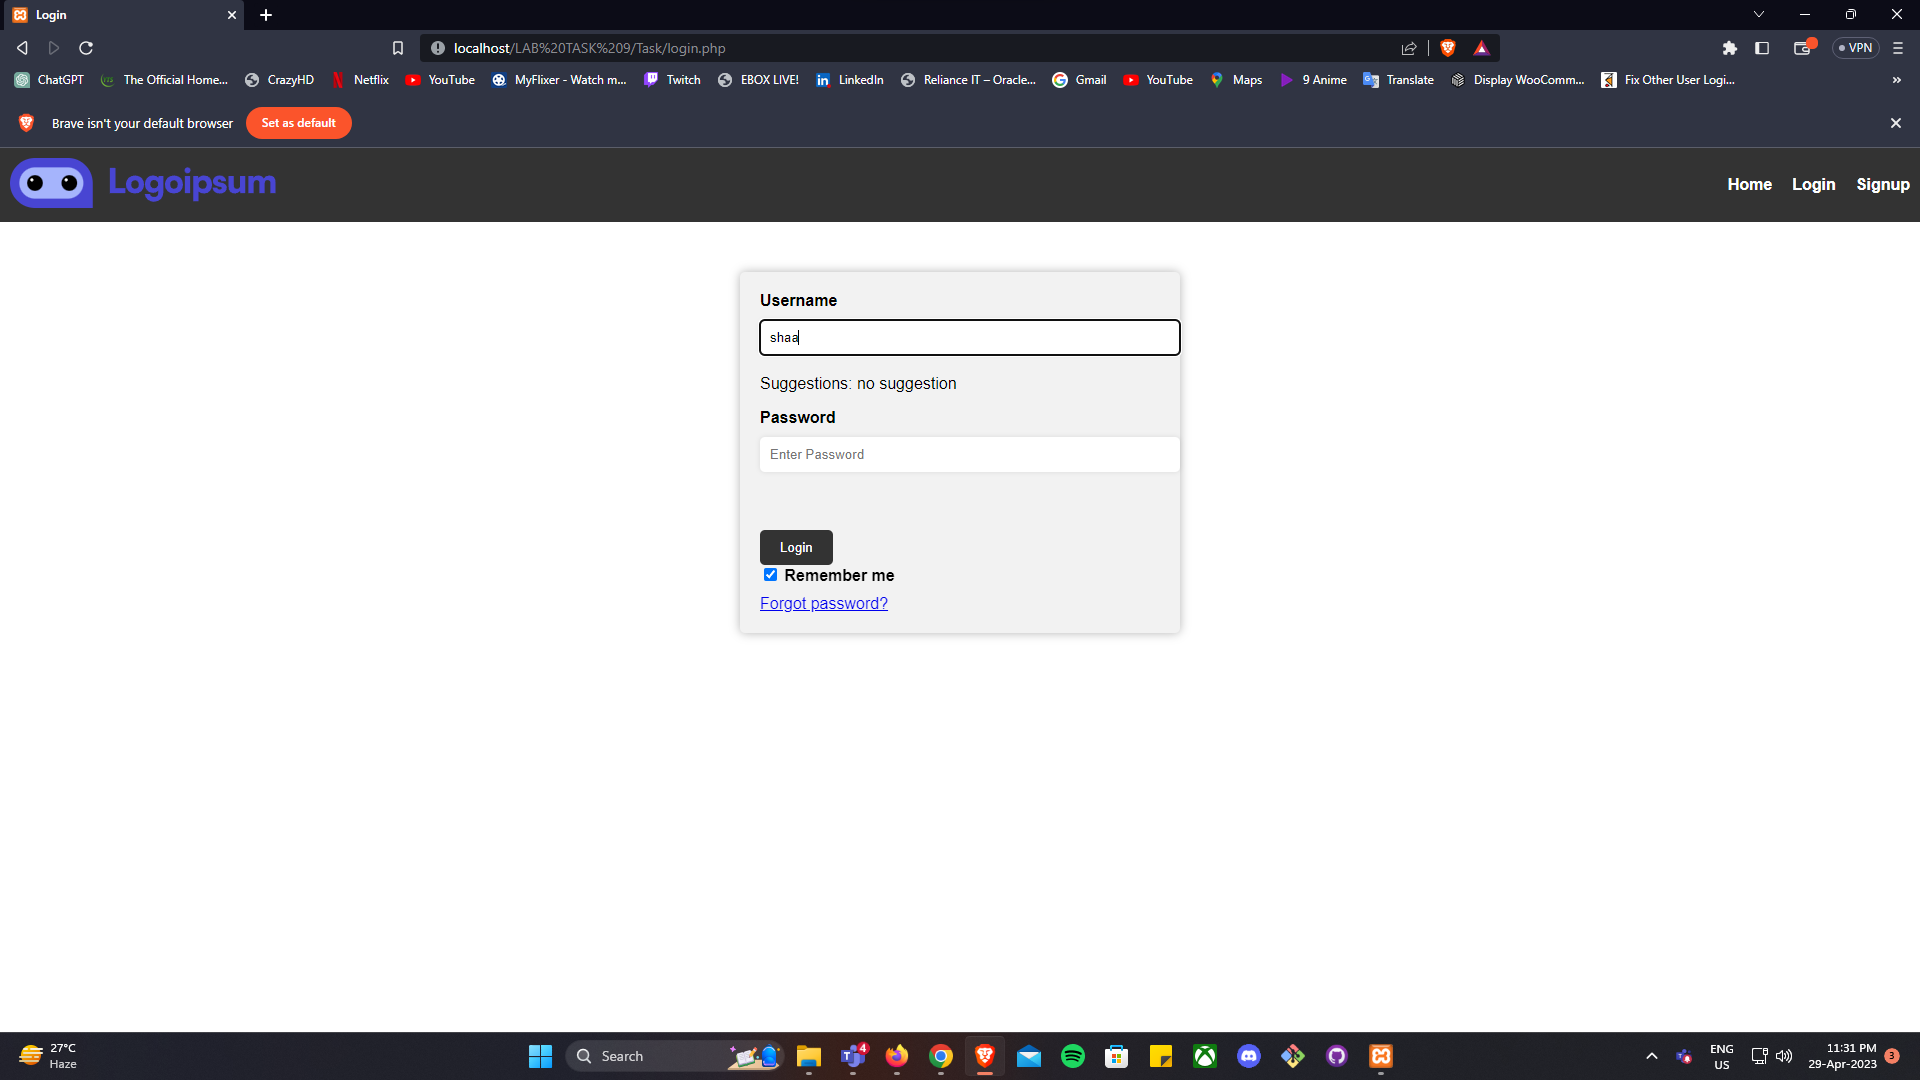 Login
localhost/LAB%20TASK%209/Task/login.php
VPN
ChatGPT
The Official Home...
CrazyHD
Netflix
YouTube
MyFlixer - Watch m...
Twitch
EBOX LIVE!
LinkedIn
Reliance IT – Oracle...
Gmail
YouTube
Maps
9 Anime
Translate
Display WooComm...
Fix Other User Logi...
Brave isn't your default browser
Set as default
Logoipsum
Home
Login
Signup
Username
shaa
Suggestions: no suggestion
Password
Enter Password
Login
Remember me
Forgot password?
27°C
Haze
Search
4
ENG
US
11:31 PM
29-Apr-2023
3